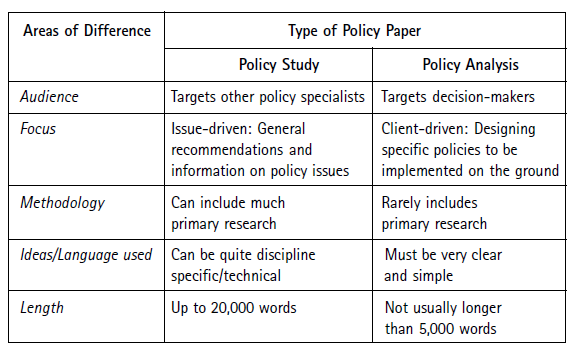 Areas of Difference
Type of Policy Paper
Policy Study
Policy Analysis
Audience
Targets other policy specialists
Targets decision-makers
Focus
Issue-driven: General
recommendations and
information on policy issues
Client-driven: Designing
specific policies to be
implemented on the ground
Methodology
Can include much
primary research
Rarely includes
primary research
Ideas/Language used
Can be quite discipline
specific/technical
Must be very clear
and simple
Length
Up to 20,000 words
Not usually longer
than 5,000 words